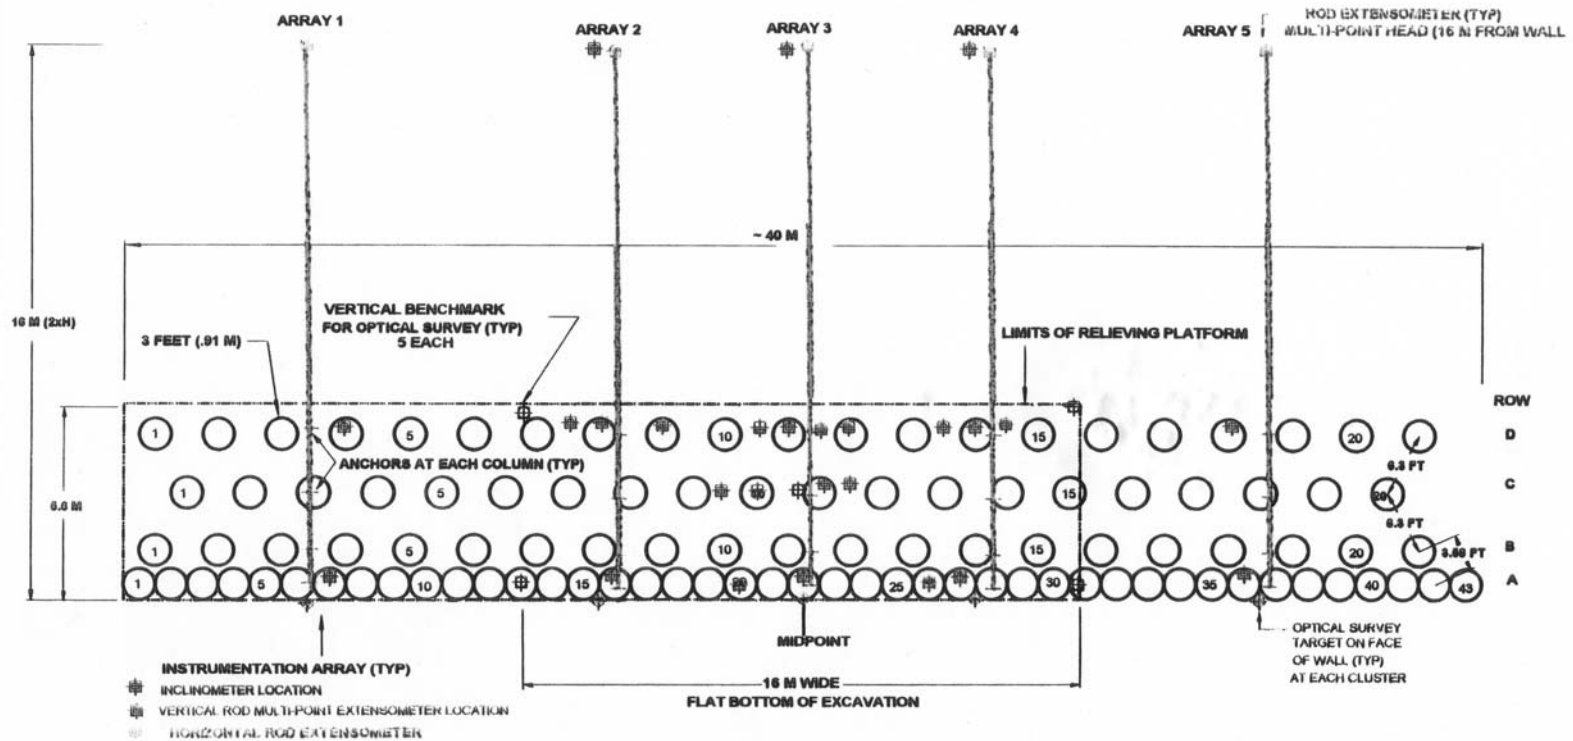 ARRAY 1
ARRAY 2
ARRAY 3
ARRAY 4
ARRAY 5
ROD EXTENSOMETER (TYP)
MULTI-POINT HEAD (16 M FROM WALL
~ 40 M
16 M (2xH)
VERTICAL BENCHMARK
FOR OPTICAL SURVEY (TYP)
5 EACH
3 FEET (.91 M)
LIMITS OF RELIEVING PLATFORM
ROW
1
5
10
15
20
D
ANCHORS AT EACH COLUMN (TYP)
6.3 FT
1
5
15
20
C
6.3 FT
1
5
10
15
20
B
3.69 FT
1
5
10
15
20
25
30
35
40
43
A
MIDPOINT
OPTICAL SURVEY
TARGET ON FACE
OF WALL (TYP)
AT EACH CLUSTER
INSTRUMENTATION ARRAY (TYP)
INCLINOMETER LOCATION
VERTICAL ROD MULTI-POINT EXTENSOMETER LOCATION
HORIZONTAL ROD EXTENSOMETER
16 M WIDE
FLAT BOTTOM OF EXCAVATION